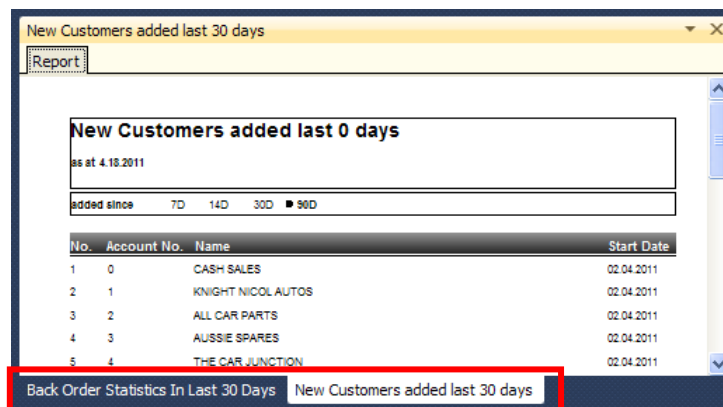 New Customers added last 30 days
Report
New Customers added last 0 days
as at 4.18.2011
added since 7D 14D 30D 90D
No. Account No. Name Start Date
1 0 CASH SALES 02.04.2011
2 1 KNIGHT NICOL AUTOS 02.04.2011
3 2 ALL CAR PARTS 02.04.2011
4 3 AUSSIE SPARES 02.04.2011
5 4 THE CAR JUNCTION 02.04.2011
Back Order Statistics In Last 30 Days New Customers added last 30 days